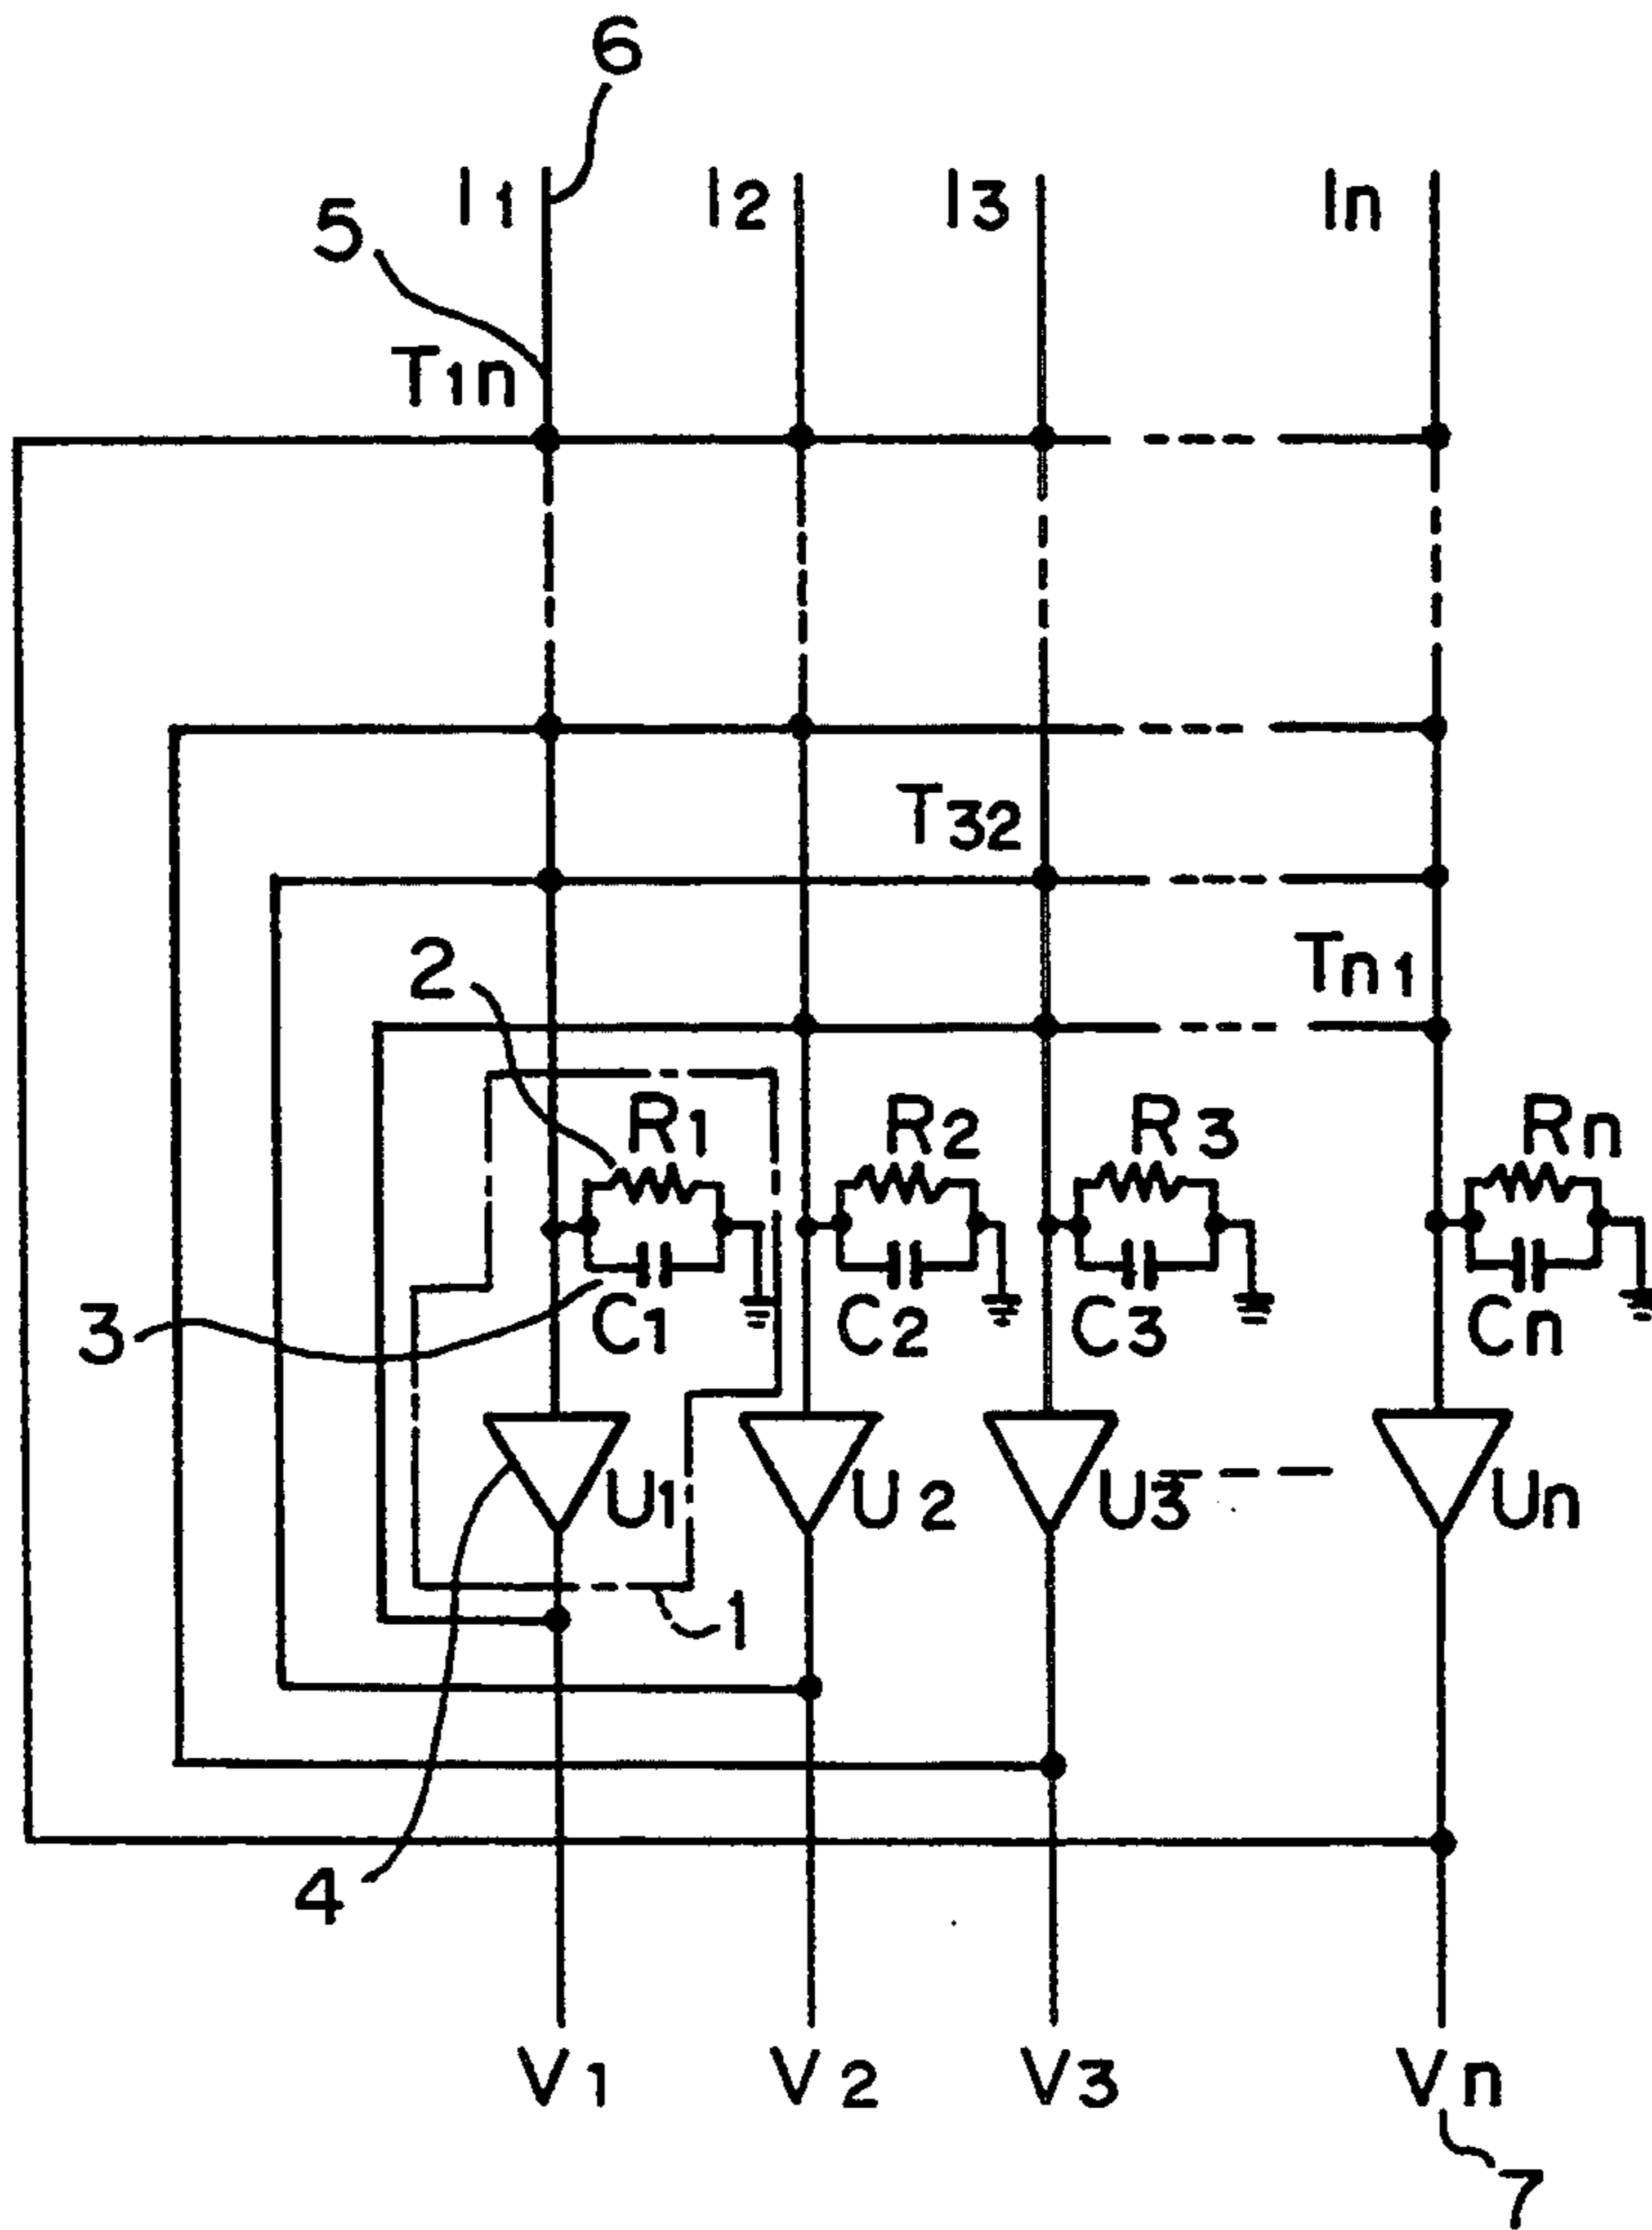 6
I1 I2 I3 In
5
T1n
T32
2
Tn1
R1 R2 R3 Rn
3
C1 C2 C3 Cn
U1 U2 U3 Un
1
4
V1 V2 V3 Vn
7